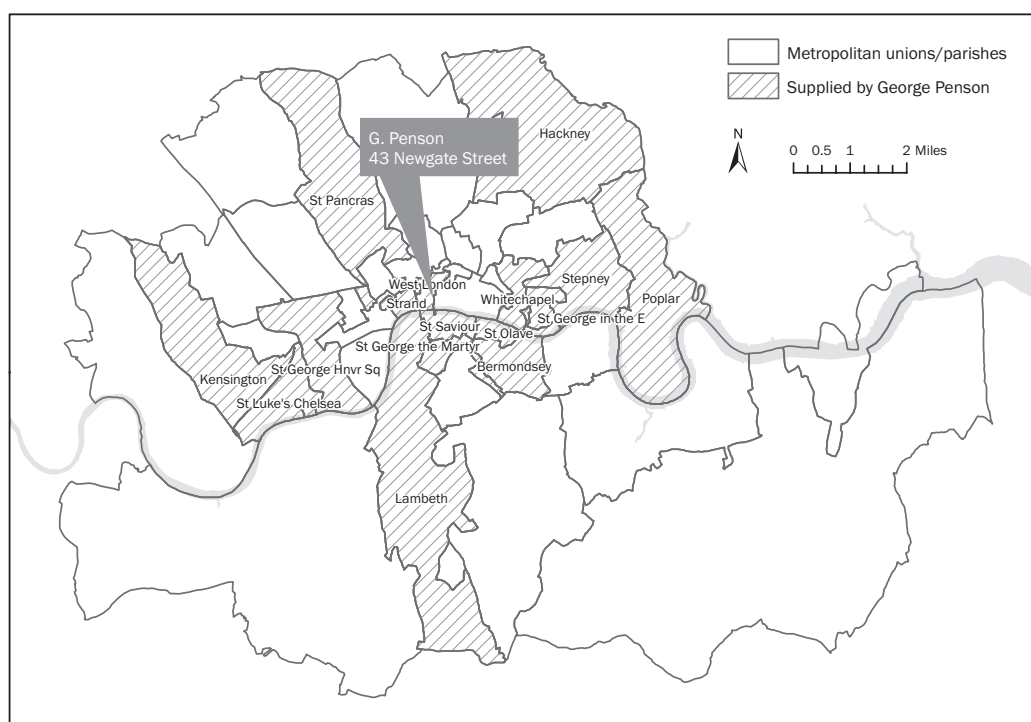 Metropolitan unions/parishes
Supplied by George Penson
N
0 0.5 1 2 Miles
Hackney
G. Penson
43 Newgate Street
St Pancras
West London
Stepney
Strand
Whitechapel
Poplar
St George in the E
St Saviour
St Olave
St George the Martyr
Bermondsey
St George Hnvr Sq
Kensington
St Luke's Chelsea
Lambeth